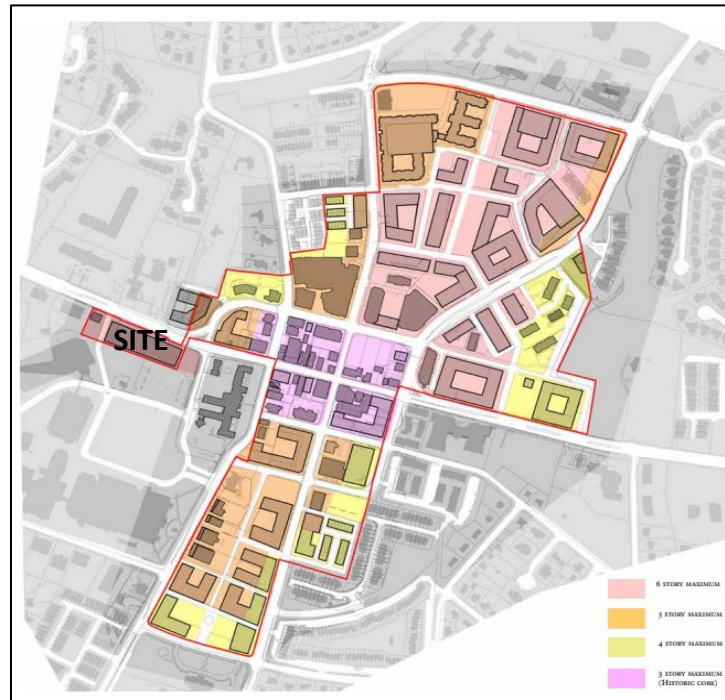 SITE
6 STORY MAXIMUM
5 STORY MAXIMUM
4 STORY MAXIMUM
3 STORY MAXIMUM
(HISTORIC CORE)